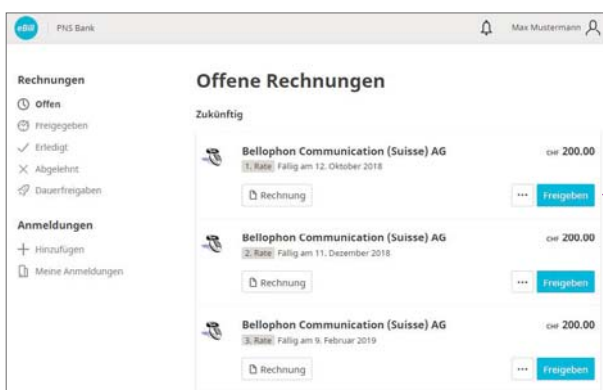 eBill PNS Bank Max Mustermann
Rechnungen
Offen
Freigegeben
Erledigt
Abgelehnt
Dauerfreigaben
Anmeldungen
Hinzufügen
Meine Anmeldungen
Offene Rechnungen
Zukünftig
Bellophon Communication (Suisse) AG CHF 200.00
1. Rate Fällig am 12. Oktober 2018
Rechnung ... Freigeben
Bellophon Communication (Suisse) AG CHF 200.00
2. Rate Fällig am 11. Dezember 2018
Rechnung ... Freigeben
Bellophon Communication (Suisse) AG CHF 200.00
3. Rate Fällig am 9. Februar 2019
Rechnung ... Freigeben